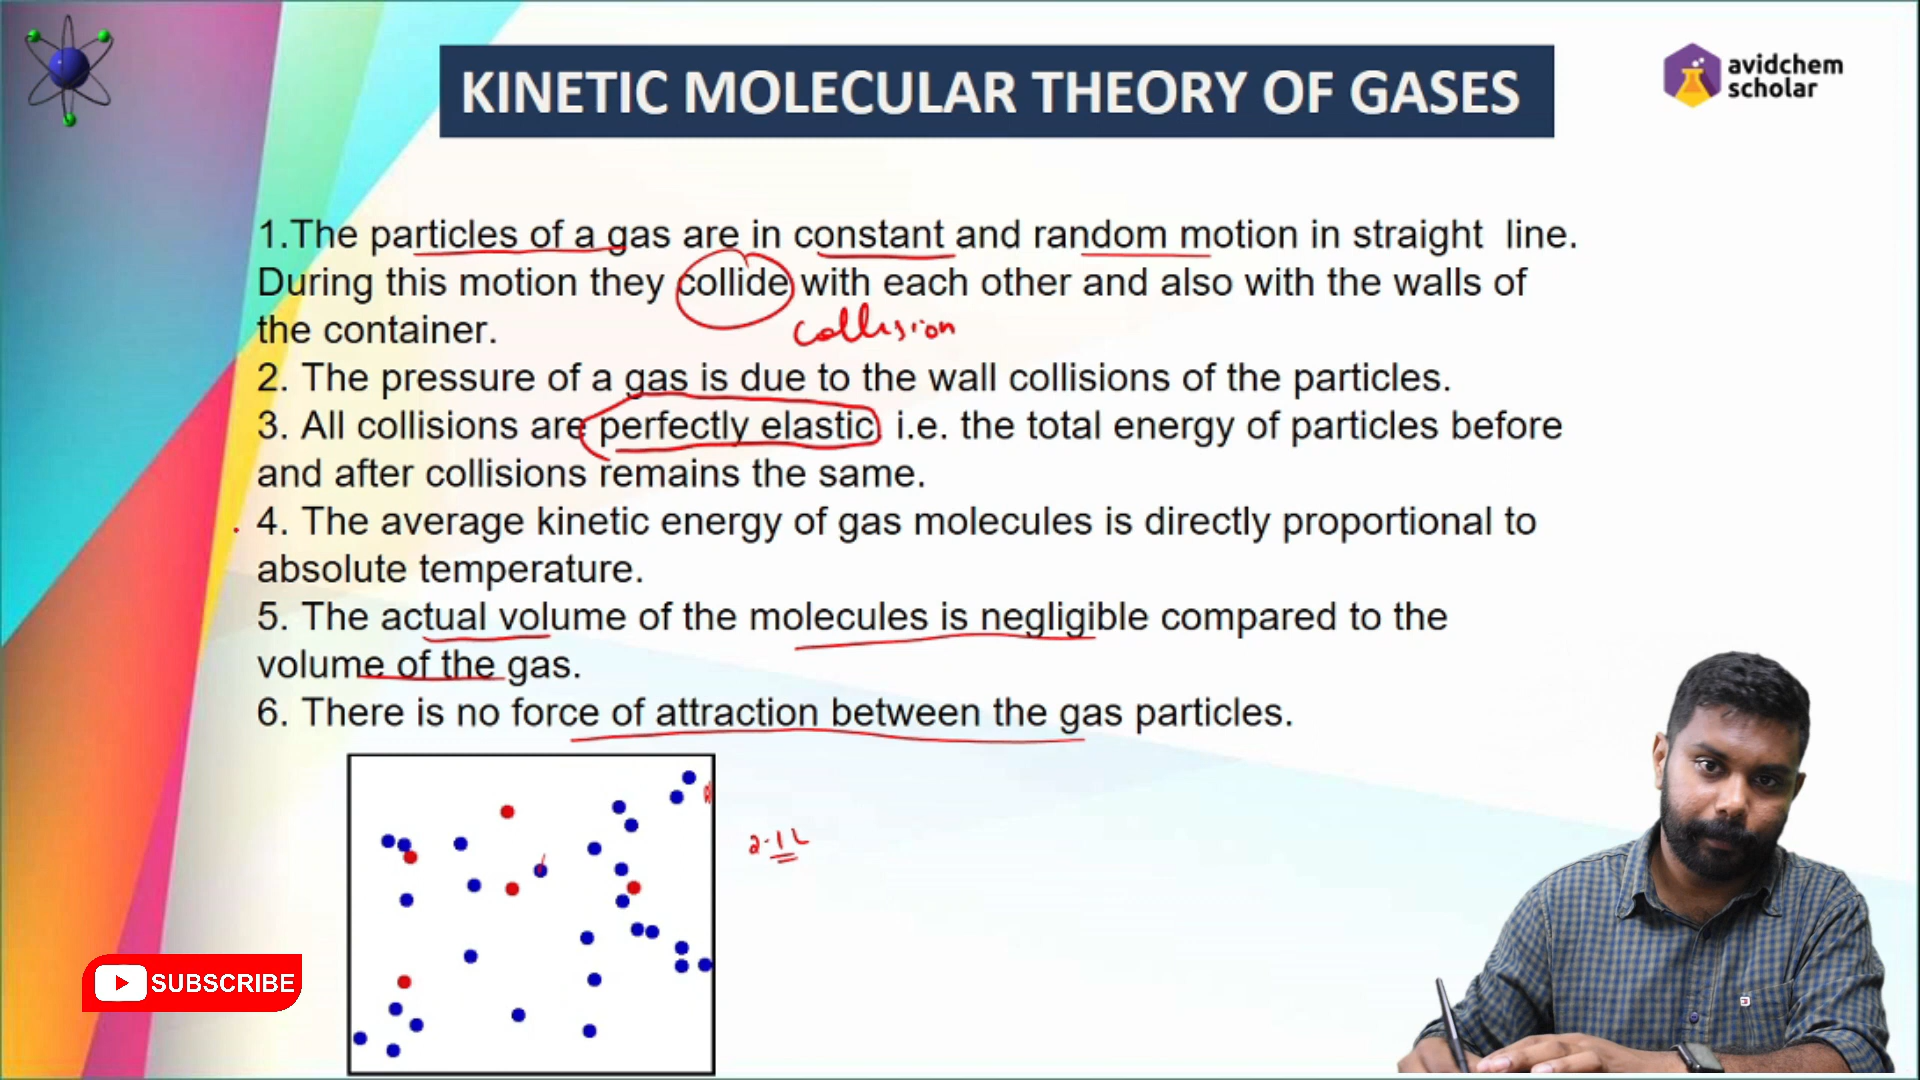 KINETIC MOLECULAR THEORY OF GASES
avidchem
scholar
1.The particles of a gas are in constant and random motion in straight line.
During this motion they collide with each other and also with the walls of
the container.
collision
2. The pressure of a gas is due to the wall collisions of the particles.
3. All collisions are perfectly elastic i.e. the total energy of particles before
and after collisions remains the same.
4. The average kinetic energy of gas molecules is directly proportional to
absolute temperature.
5. The actual volume of the molecules is negligible compared to the
volume of the gas.
6. There is no force of attraction between the gas particles.
SUBSCRIBE